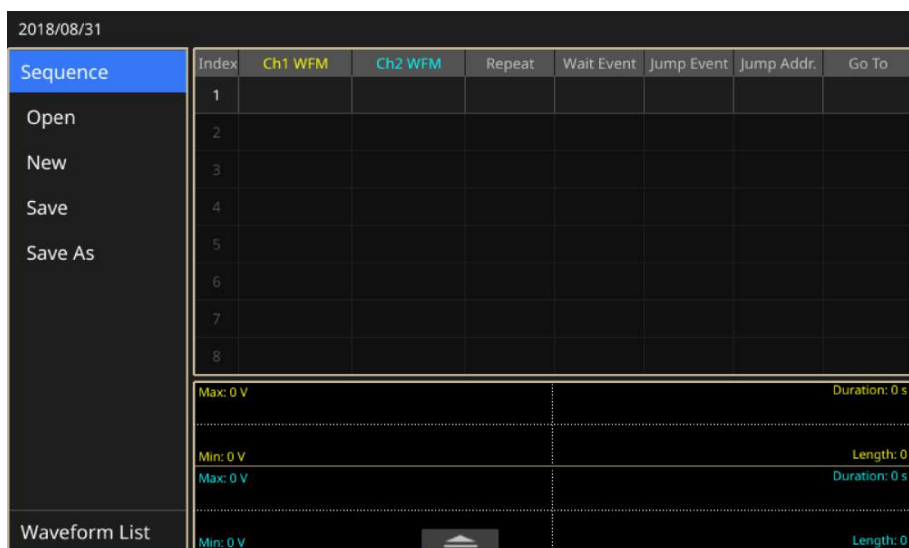 2018/08/31
Sequence
Open
New
Save
Save As
Waveform List
Index Ch1 WFM Ch2 WFM Repeat Wait Event Jump Event Jump Addr. Go To
1
2
3
4
5
6
7
8
Max: 0 V Duration: 0 s
Min: 0 V Length: 0
Max: 0 V Duration: 0 s
Min: 0 V Length: 0